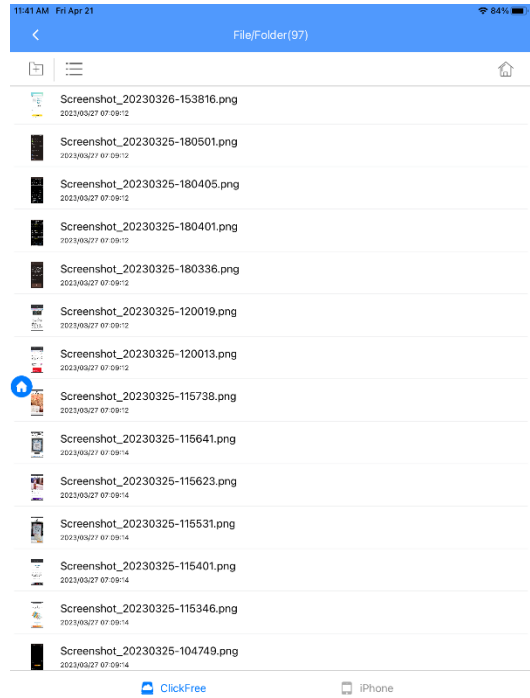 11:41 AM Fri Apr 21 84%
File/Folder(97)
Screenshot_20230326-153816.png
2023/03/27 07:09:12
Screenshot_20230325-180501.png
2023/03/27 07:09:12
Screenshot_20230325-180405.png
2023/03/27 07:09:12
Screenshot_20230325-180401.png
2023/03/27 07:09:12
Screenshot_20230325-180336.png
2023/03/27 07:09:12
Screenshot_20230325-120019.png
2023/03/27 07:09:12
Screenshot_20230325-120013.png
2023/03/27 07:09:12
Screenshot_20230325-115738.png
2023/03/27 07:09:12
Screenshot_20230325-115641.png
2023/03/27 07:09:14
Screenshot_20230325-115623.png
2023/03/27 07:09:14
Screenshot_20230325-115531.png
2023/03/27 07:09:14
Screenshot_20230325-115401.png
2023/03/27 07:09:14
Screenshot_20230325-115346.png
2023/03/27 07:09:14
Screenshot_20230325-104749.png
2023/03/27 07:09:14
ClickFree iPhone